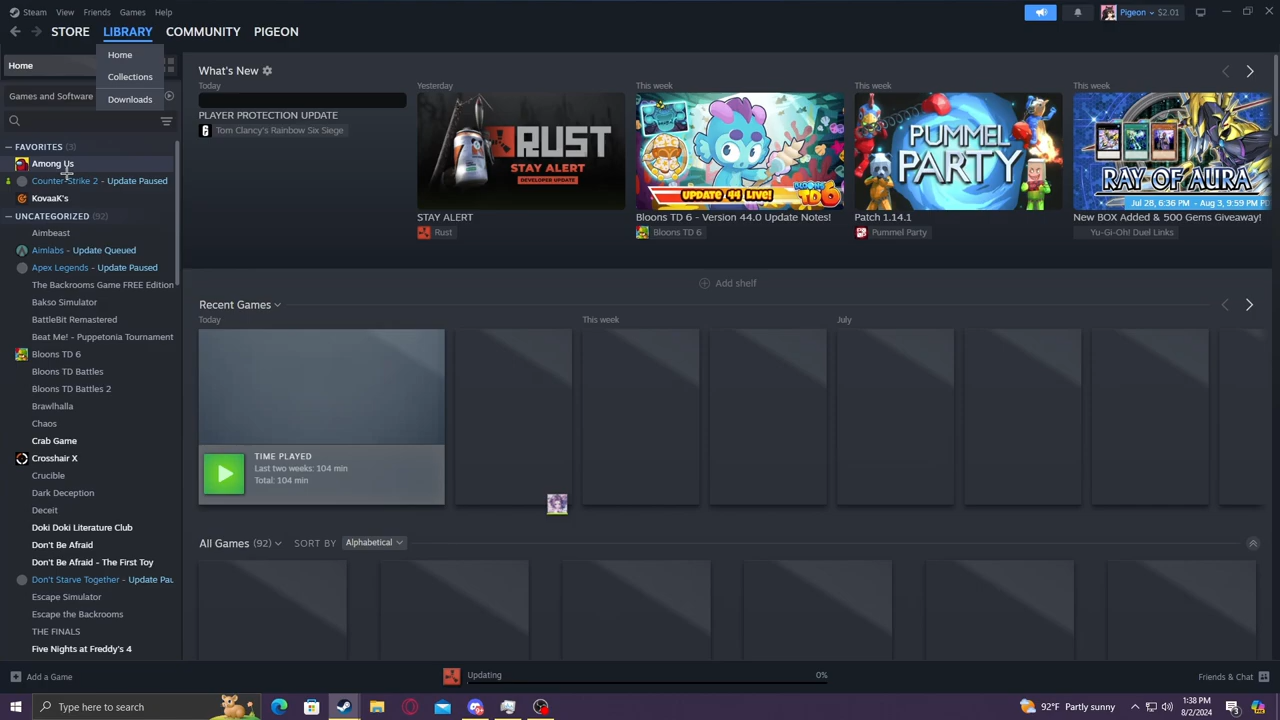 Steam View Friends Games Help
Pigeon $2.01
STORE LIBRARY COMMUNITY PIGEON
Home
Home
Collections
Downloads
Games and Software
FAVORITES (3)
Among Us
Counter-Strike 2 - Update Paused
KovaaK's
UNCATEGORIZED (92)
Aimbeast
Aimlabs - Update Queued
Apex Legends - Update Paused
The Backrooms Game FREE Edition
Bakso Simulator
BattleBit Remastered
Beat Me! - Puppetonia Tournament
Bloons TD 6
Bloons TD Battles
Bloons TD Battles 2
Brawlhalla
Chaos
Crab Game
Crosshair X
Crucible
Dark Deception
Deceit
Doki Doki Literature Club
Don't Be Afraid
Don't Be Afraid - The First Toy
Don't Starve Together - Update Pau
Escape Simulator
Escape the Backrooms
THE FINALS
Five Nights at Freddy's 4
What's New
Today
PLAYER PROTECTION UPDATE
Tom Clancy's Rainbow Six Siege
Yesterday
RUST
STAY ALERT
DEVELOPER UPDATE
STAY ALERT
Rust
This week
UPDATE 44 LIVE!
BLOONS TD 6
Bloons TD 6 - Version 44.0 Update Notes!
Bloons TD 6
This week
PUMMEL
PARTY
Patch 1.14.1
Pummel Party
This week
RAY OF AURA
Jul 28, 6:36 PM - Aug 3, 9:59 PM PD
New BOX Added & 500 Gems Giveaway!
Yu-Gi-Oh! Duel Links
Add shelf
Recent Games
Today
This week
July
TIME PLAYED
Last two weeks: 104 min
Total: 104 min
All Games (92) SORT BY Alphabetical
Add a Game
Updating 0%
Friends & Chat
Type here to search
92°F Partly sunny
1:38 PM
8/2/2024
3